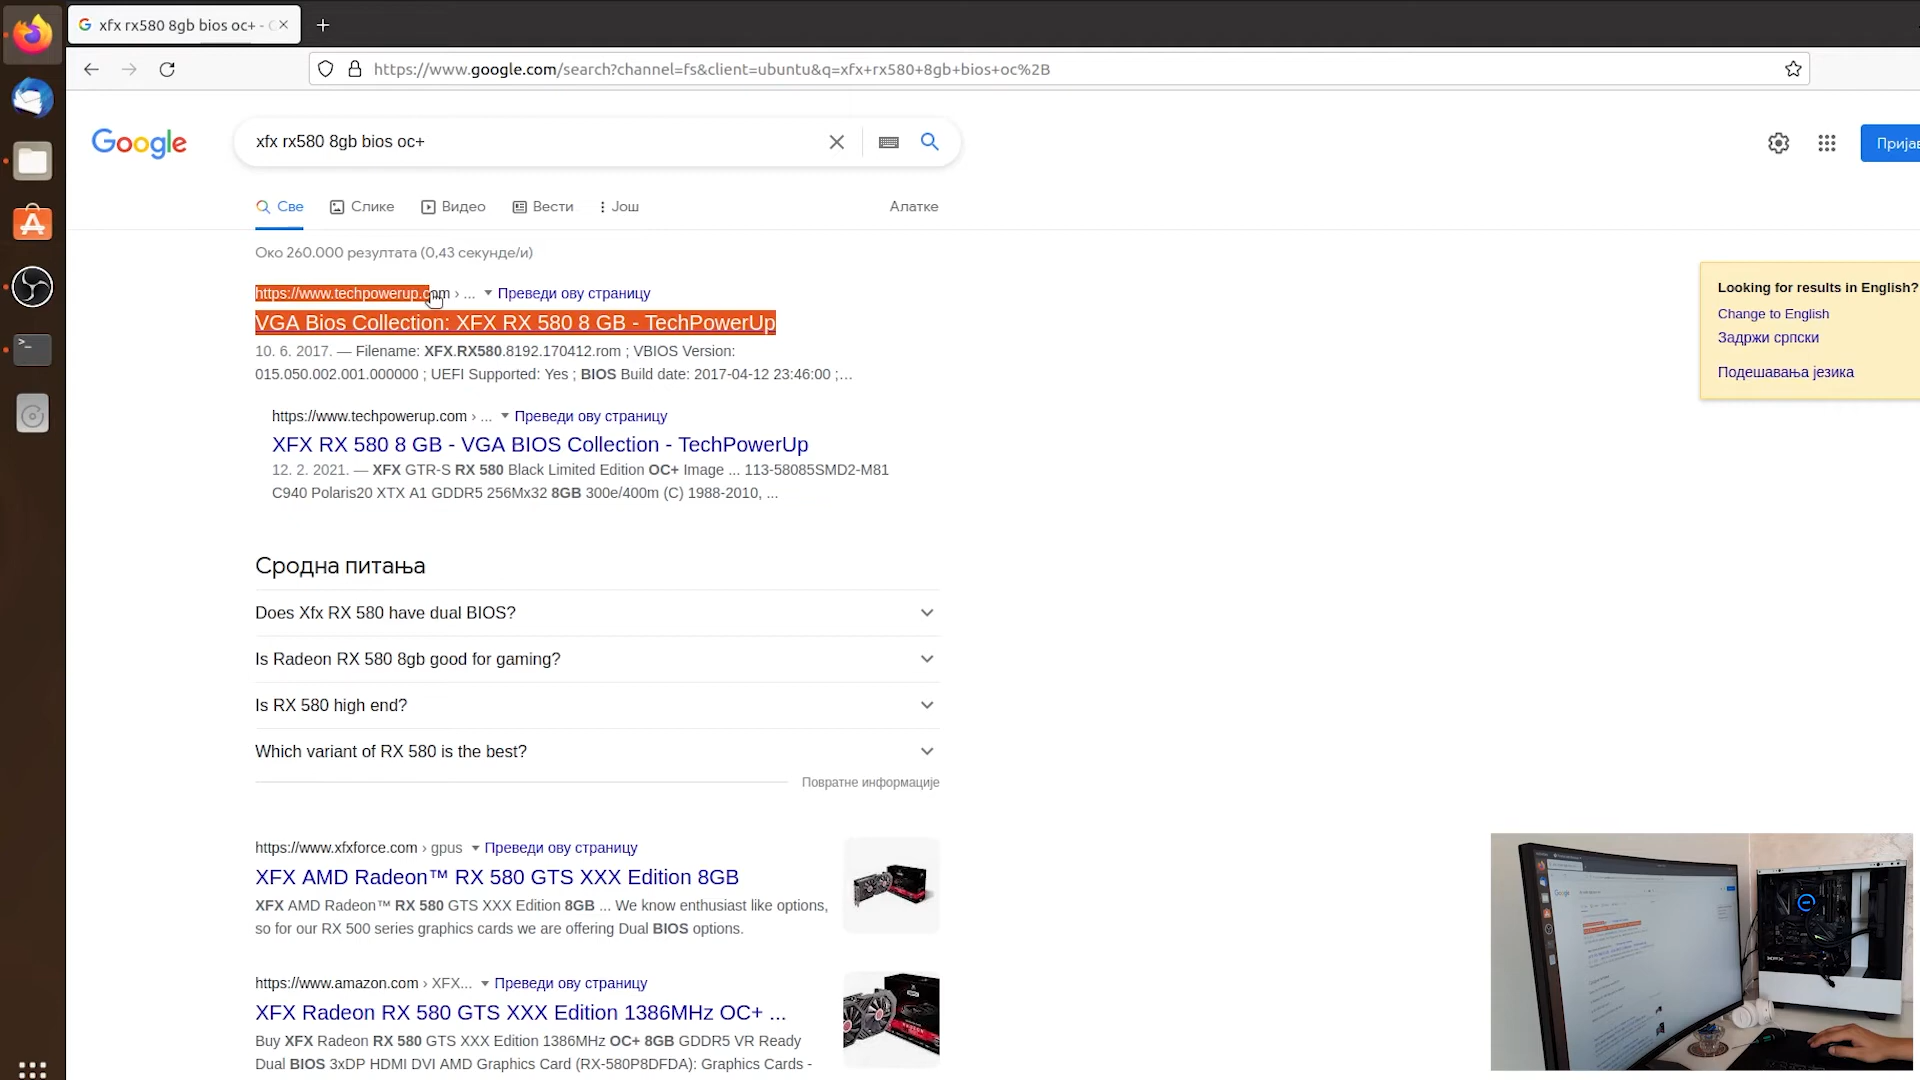 xfx rx580 8gb bios oc+ -
https://www.google.com/search?channel=fs&client=ubuntu&q=xfx+rx580+8gb+bios+oc%2B
Google
xfx rx580 8gb bios oc+
Пријав
Све Слике Видео Вести Још Алатке
Око 260.000 резултата (0,43 секунде/и)
Looking for results in English?
Change to English
Задржи српски
Подешавања језика
https://www.techpowerup.com › ... Преведи ову страницу
VGA Bios Collection: XFX RX 580 8 GB - TechPowerUp
10. 6. 2017. — Filename: XFX.RX580.8192.170412.rom ; VBIOS Version:
015.050.002.001.000000 ; UEFI Supported: Yes ; BIOS Build date: 2017-04-12 23:46:00 ;...
https://www.techpowerup.com › ... Преведи ову страницу
XFX RX 580 8 GB - VGA BIOS Collection - TechPowerUp
12. 2. 2021. — XFX GTR-S RX 580 Black Limited Edition OC+ Image ... 113-58085SMD2-M81
C940 Polaris20 XTX A1 GDDR5 256Mx32 8GB 300e/400m (C) 1988-2010, ...
Сродна питања
Does Xfx RX 580 have dual BIOS?
Is Radeon RX 580 8gb good for gaming?
Is RX 580 high end?
Which variant of RX 580 is the best?
Повратне информације
https://www.xfxforce.com › gpus Преведи ову страницу
XFX AMD Radeon™ RX 580 GTS XXX Edition 8GB
XFX AMD Radeon™ RX 580 GTS XXX Edition 8GB ... We know enthusiast like options,
so for our RX 500 series graphics cards we are offering Dual BIOS options.
https://www.amazon.com › XFX... Преведи ову страницу
XFX Radeon RX 580 GTS XXX Edition 1386MHz OC+ ...
Buy XFX Radeon RX 580 GTS XXX Edition 1386MHz OC+ 8GB GDDR5 VR Ready
Dual BIOS 3xDP HDMI DVI AMD Graphics Card (RX-580P8DFDA): Graphics Cards -
XFX